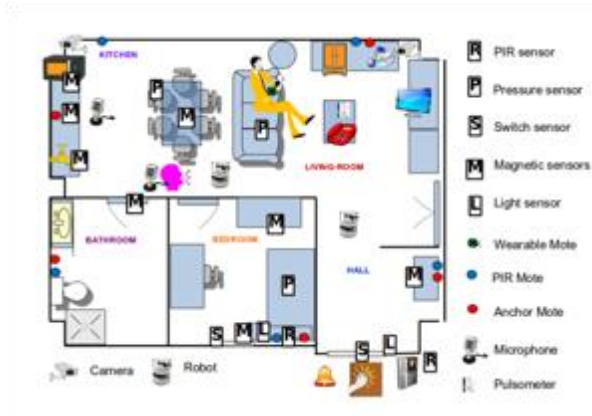 KITCHEN
R PIR sensor
P Pressure sensor
S Switch sensor
M Magnetic sensors
L Light sensor
Wearable Mote
PIR Mote
Anchor Mote
Microphone
Pulsometer
M
M
M
P
M
P
LIVING-ROOM
M
BATHROOM
BEDROOM
M
HALL
P
M
S
M
L
R
S
L
R
Camera
Robot